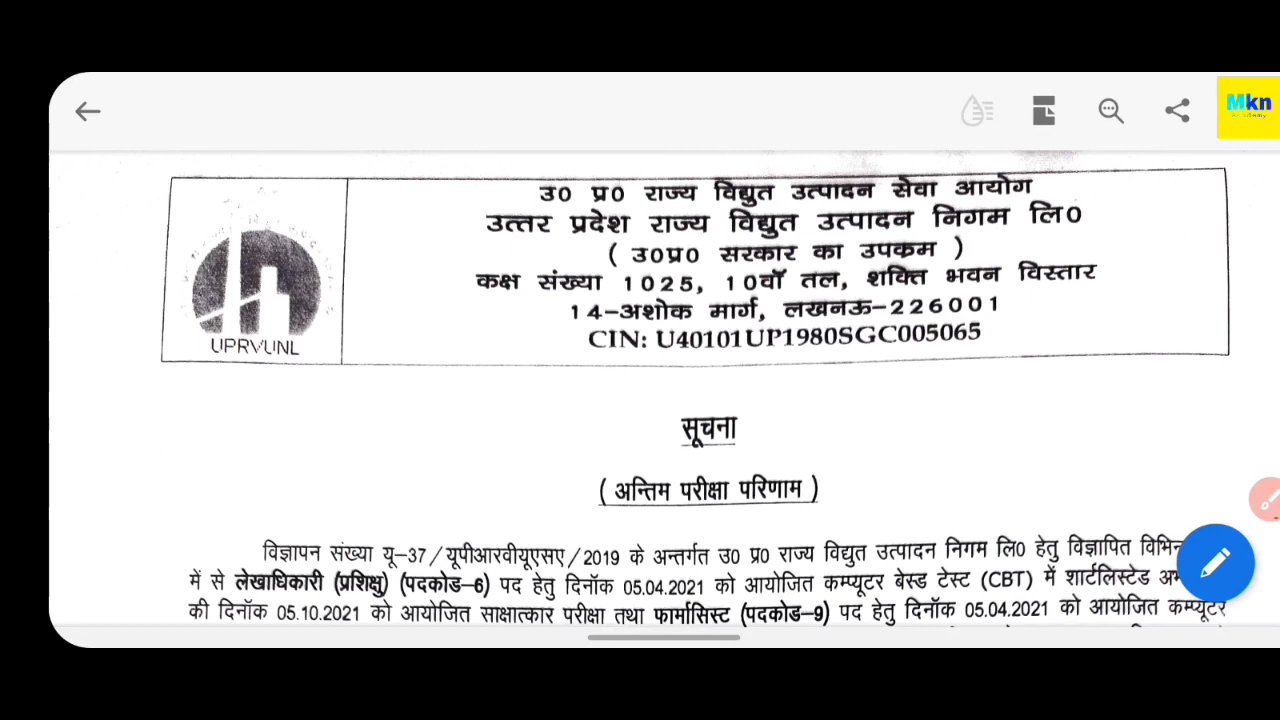 Mkn
Academy
उ0 प्र0 राज्य विद्युत उत्पादन सेवा आयोग
उत्तर प्रदेश राज्य विद्युत उत्पादन निगम लि0
( उ0प्र0 सरकार का उपक्रम )
कक्ष संख्या 1025, 10वॉ तल, शक्ति भवन विस्तार
14-अशोक मार्ग, लखनऊ-226001
CIN: U40101UP1980SGC005065
UPRVUNL
सूचना
( अन्तिम परीक्षा परिणाम )
विज्ञापन संख्या यू-37/यूपीआरवीयूएसए/2019 के अन्तर्गत उ0 प्र0 राज्य विद्युत उत्पादन निगम लि0 हेतु विज्ञापित
में से लेखाधिकारी (प्रशिक्षु) (पदकोड-6) पद हेतु दिनॉक 05.04.2021 को आयोजित कम्प्यूटर बेस्ड टेस्ट (CBT) में शार्टलिस्टेड
की दिनॉक 05.10.2021 को आयोजित साक्षात्कार परीक्षा तथा फार्मासिस्ट (पदकोड-9) पद हेतु दिनॉक 05.04.2021 को आयोजित कम्प्यूटर